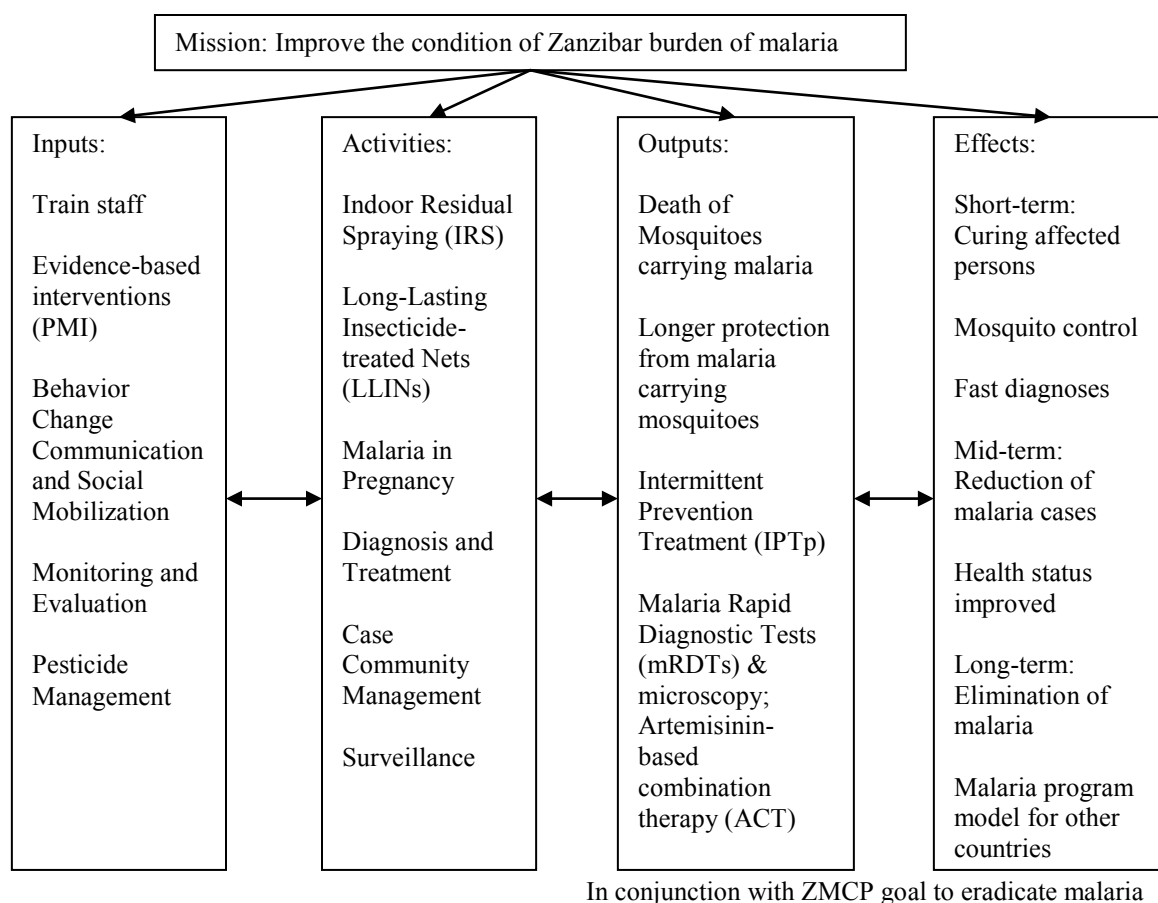 Mission: Improve the condition of Zanzibar burden of malaria
Inputs:
Train staff
Evidence-based
interventions
(PMI)
Behavior
Change
Communication
and Social
Mobilization
Monitoring and
Evaluation
Pesticide
Management
Activities:
Indoor Residual
Spraying (IRS)
Long-Lasting
Insecticide-
treated Nets
(LLINs)
Malaria in
Pregnancy
Diagnosis and
Treatment
Case
Community
Management
Surveillance
Outputs:
Death of
Mosquitoes
carrying malaria
Longer protection
from malaria
carrying
mosquitoes
Intermittent
Prevention
Treatment (IPTp)
Malaria Rapid
Diagnostic Tests
(mRDTs) &
microscopy;
Artemisinin-
based
combination
therapy (ACT)
Effects:
Short-term:
Curing affected
persons
Mosquito control
Fast diagnoses
Mid-term:
Reduction of
malaria cases
Health status
improved
Long-term:
Elimination of
malaria
Malaria program
model for other
countries
In conjunction with ZMCP goal to eradicate malaria